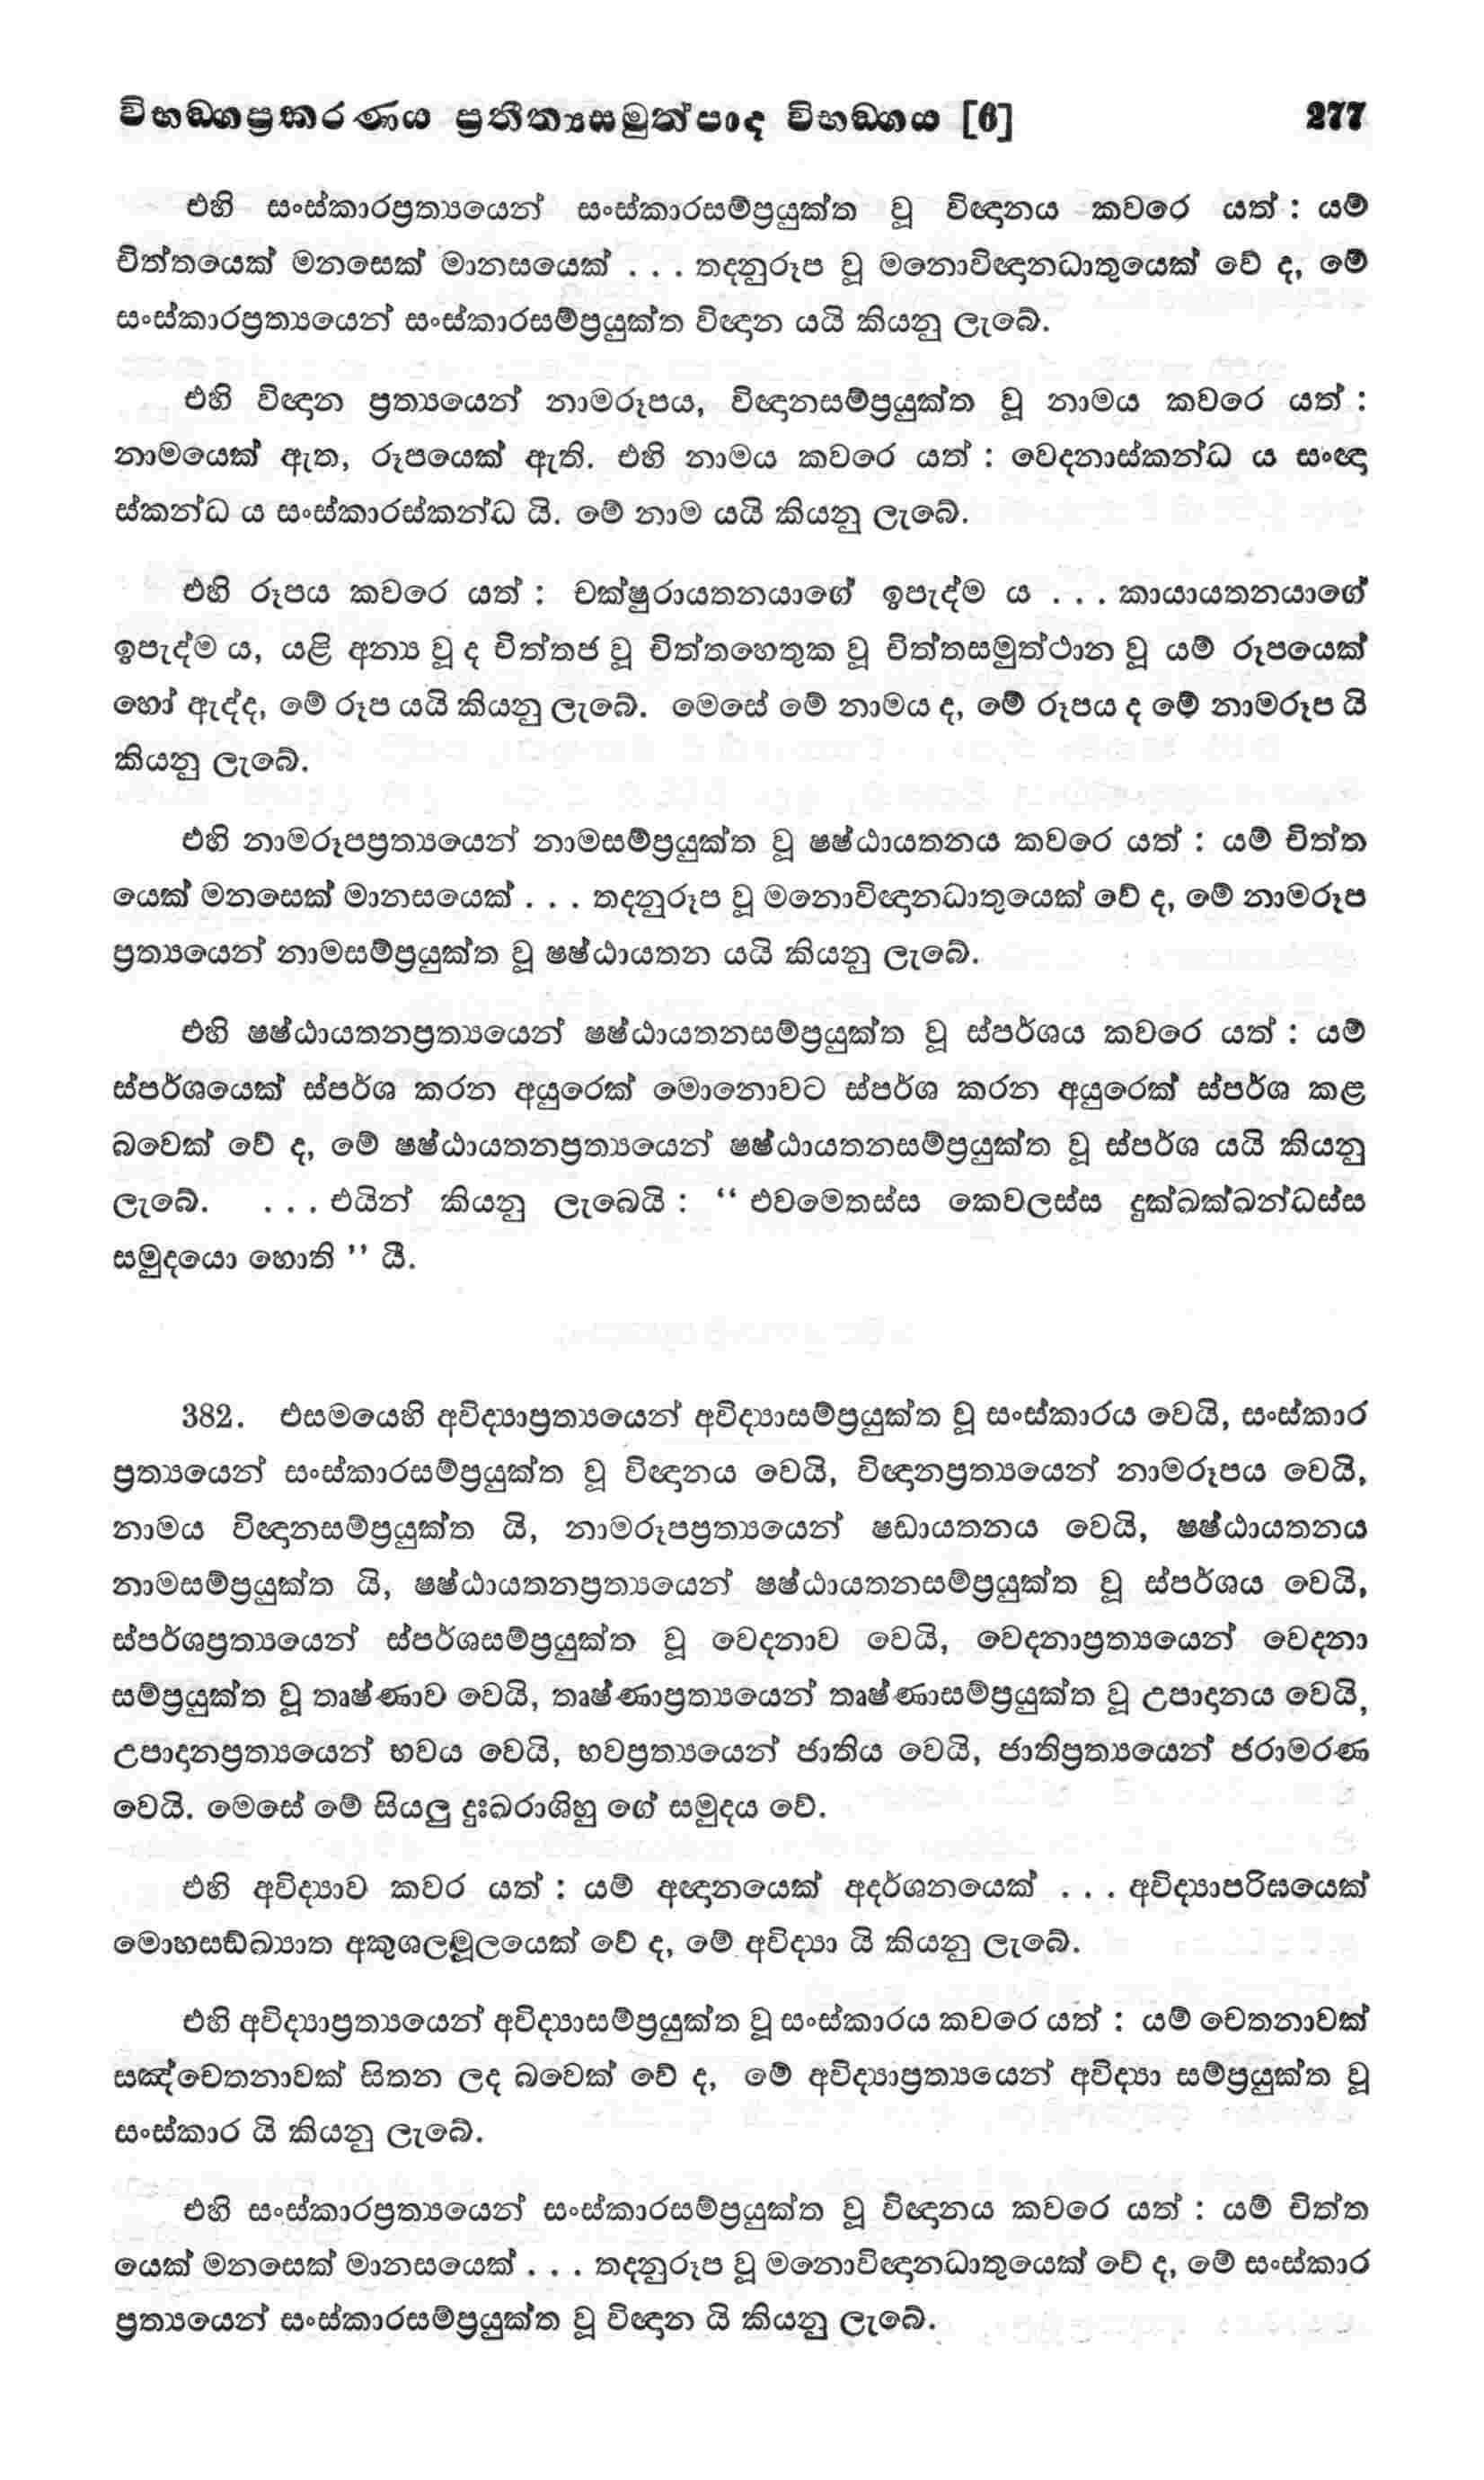 විභඞ්ගප්‍රකරණය ප්‍රතීත්‍යසමුත්පාද විභඞ්ගය [6] 277
එහි සංස්කාරප්‍රත්‍යයෙන් සංස්කාරසම්ප්‍රයුක්ත වූ විඥානය කවරෙ යත් : යම්
චිත්තයෙක් මනසෙක් මානසයෙක් . . . තදනුරූප වූ මනොවිඥානධාතුයෙක් වේ ද, මේ
සංස්කාරප්‍රත්‍යයෙන් සංස්කාරසම්ප්‍රයුක්ත විඥාන යයි කියනු ලැබේ.
එහි විඥාන ප්‍රත්‍යයෙන් නාමරූපය, විඥානසම්ප්‍රයුක්ත වූ නාමය කවරෙ යත් :
නාමයෙක් ඇත, රූපයෙක් ඇති. එහි නාමය කවරෙ යත් : වෙදනාස්කන්ධ ය සංඥා
ස්කන්ධ ය සංස්කාරස්කන්ධ යි. මේ නාම යයි කියනු ලැබේ.
එහි රූපය කවරෙ යත් : චක්ෂුරායතනයාගේ ඉපැද්ම ය . . . කායායතනයාගේ
ඉපැද්ම ය, යළි අන්‍ය වූ ද චිත්තජ වූ චිත්තහෙතුක වූ චිත්තසමුත්ථාන වූ යම් රූපයෙක්
හෝ ඇද්ද, මේ රූප යයි කියනු ලැබේ. මෙසේ මේ නාමය ද, මේ රූපය ද මේ නාමරූප යි
කියනු ලැබේ.
එහි නාමරූපප්‍රත්‍යයෙන් නාමසම්ප්‍රයුක්ත වූ ෂෂ්ඨායතනය කවරෙ යත් : යම් චිත්ත
යෙක් මනසෙක් මානසයෙක් . . . තදනුරූප වූ මනොවිඥානධාතුයෙක් වේ ද, මේ නාමරූප
ප්‍රත්‍යයෙන් නාමසම්ප්‍රයුක්ත වූ ෂෂ්ඨායතන යයි කියනු ලැබේ.
එහි ෂෂ්ඨායතනප්‍රත්‍යයෙන් ෂෂ්ඨායතනසම්ප්‍රයුක්ත වූ ස්පර්ශය කවරෙ යත් : යම්
ස්පර්ශයෙක් ස්පර්ශ කරන අයුරෙක් මොනොවට ස්පර්ශ කරන අයුරෙක් ස්පර්ශ කළ
බවෙක් වේ ද, මේ ෂෂ්ඨායතනප්‍රත්‍යයෙන් ෂෂ්ඨායතනසම්ප්‍රයුක්ත වූ ස්පර්ශ යයි කියනු
ලැබේ. . . . එයින් කියනු ලැබෙයි : “ එවමෙතස්ස කෙවලස්ස දුක්ඛක්ඛන්ධස්ස
සමුදයො හොති ” යී.
382. එසමයෙහි අවිද්‍යාප්‍රත්‍යයෙන් අවිද්‍යාසම්ප්‍රයුක්ත වූ සංස්කාරය වෙයි, සංස්කාර
ප්‍රත්‍යයෙන් සංස්කාරසම්ප්‍රයුක්ත වූ විඥානය වෙයි, විඥානප්‍රත්‍යයෙන් නාමරූපය වෙයි,
නාමය විඥානසම්ප්‍රයුක්ත යි, නාමරූපප්‍රත්‍යයෙන් ෂඩායතනය වෙයි, ෂෂ්ඨායතනය
නාමසම්ප්‍රයුක්ත යි, ෂෂ්ඨායතනප්‍රත්‍යයෙන් ෂෂ්ඨායතනසම්ප්‍රයුක්ත වූ ස්පර්ශය වෙයි,
ස්පර්ශප්‍රත්‍යයෙන් ස්පර්ශසම්ප්‍රයුක්ත වූ වෙදනාව වෙයි, වෙදනාප්‍රත්‍යයෙන් වෙදනා
සම්ප්‍රයුක්ත වූ තෘෂ්ණාව වෙයි, තෘෂ්ණාප්‍රත්‍යයෙන් තෘෂ්ණාසම්ප්‍රයුක්ත වූ උපාදානය වෙයි,
උපාදානප්‍රත්‍යයෙන් භවය වෙයි, භවප්‍රත්‍යයෙන් ජාතිය වෙයි, ජාතිප්‍රත්‍යයෙන් ජරාමරණ
වෙයි. මෙසේ මේ සියලු දුඃඛරාශිහු ගේ සමුදය වේ.
එහි අවිද්‍යාව කවර යත් : යම් අඥානයෙක් අදර්ශනයෙක් . . . අවිද්‍යාපරිඝයෙක්
මොහසඬ්ඛ්‍යාත අකුශලමූලයෙක් වේ ද, මේ අවිද්‍යා යි කියනු ලැබේ.
එහි අවිද්‍යාප්‍රත්‍යයෙන් අවිද්‍යාසම්ප්‍රයුක්ත වූ සංස්කාරය කවරෙ යත් : යම් චෙතනාවක්
සඤ්චෙතනාවක් සිතන ලද බවෙක් වේ ද, මේ අවිද්‍යාප්‍රත්‍යයෙන් අවිද්‍යා සම්ප්‍රයුක්ත වූ
සංස්කාර යි කියනු ලැබේ.
එහි සංස්කාරප්‍රත්‍යයෙන් සංස්කාරසම්ප්‍රයුක්ත වූ විඥානය කවරෙ යත් : යම් චිත්ත
යෙක් මනසෙක් මානසයෙක් . . . තදනුරූප වූ මනොවිඥානධාතුයෙක් වේ ද, මේ සංස්කාර
ප්‍රත්‍යයෙන් සංස්කාරසම්ප්‍රයුක්ත වූ විඥාන යි කියනු ලැබේ.